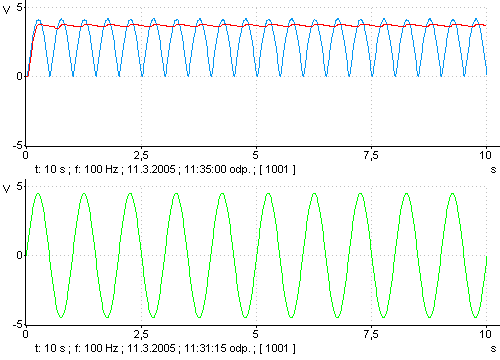 V 5
0
-5
0 2,5 5 7,5 10
t: 10 s ; f: 100 Hz ; 11.3.2005 ; 11:35:00 odp. ; [ 1001 ] s
V 5
0
-5
0 2,5 5 7,5 10
t: 10 s ; f: 100 Hz ; 11.3.2005 ; 11:31:15 odp. ; [ 1001 ] s